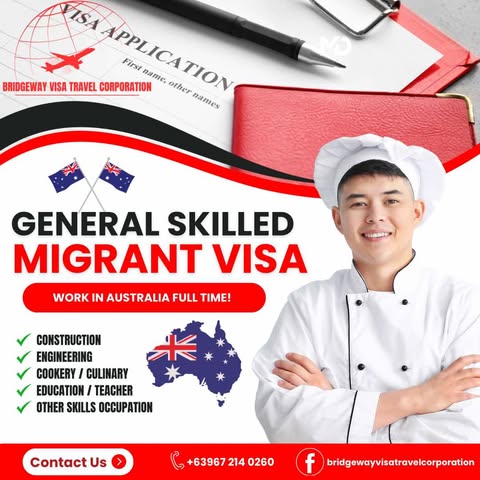 VISA APPLICATION
First name, other names
BRIDGEWAY VISA TRAVEL CORPORATION
GENERAL SKILLED
MIGRANT VISA
WORK IN AUSTRALIA FULL TIME!
CONSTRUCTION
ENGINEERING
COOKERY / CULINARY
EDUCATION / TEACHER
OTHER SKILLS OCCUPATION
Contact Us
+63967 214 0260
bridgewayvisatravelcorporation